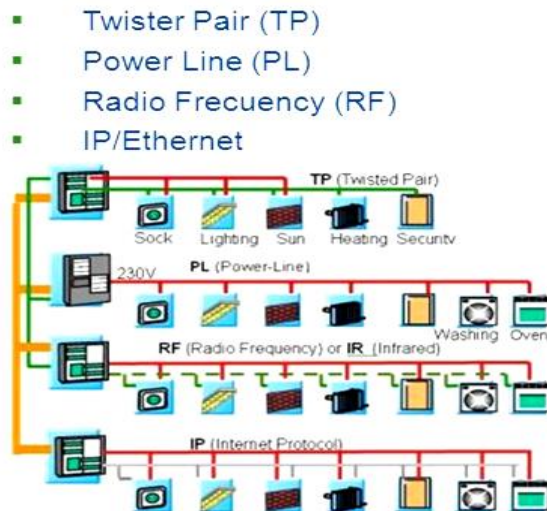 Twister Pair (TP)
Power Line (PL)
Radio Frecuency (RF)
IP/Ethernet
TP (Twisted Pair)
Sock Lighting Sun Heating Security
230V PL (Power-Line)
Washing Oven
RF (Radio Frequency) or IR (Infrared)
IP (Internet Protocol)